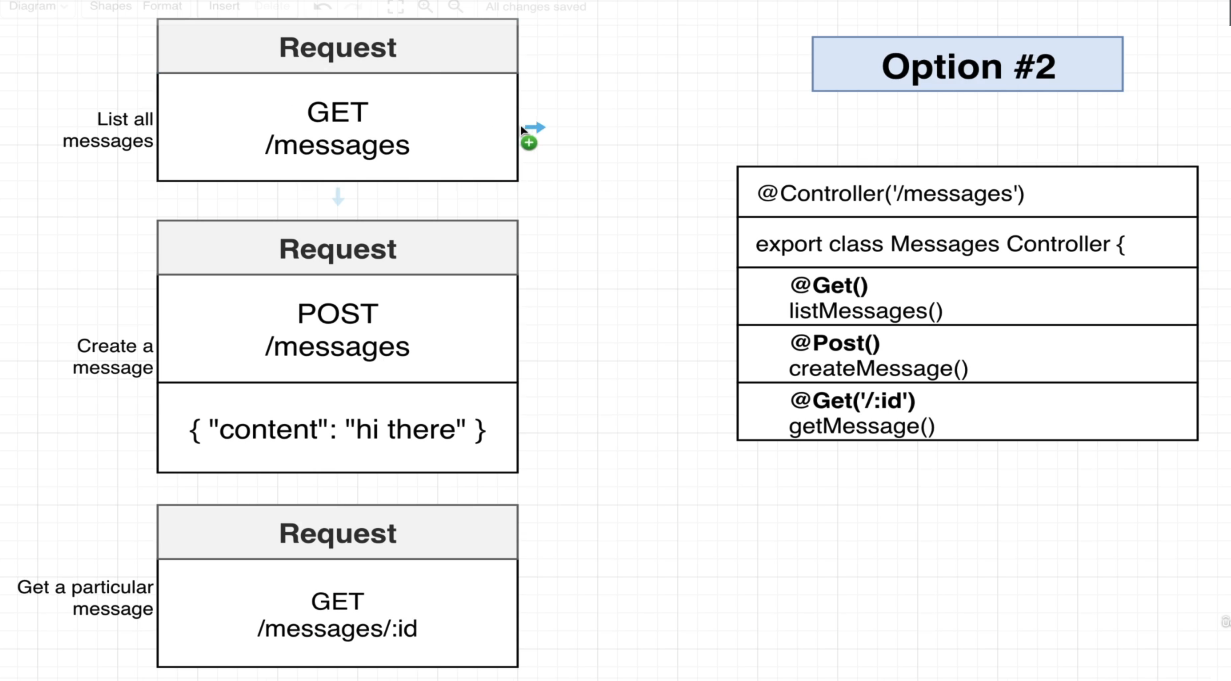 Diagram Shapes Format Insert Delete All changes saved
Request
List all
messages
GET
/messages
Request
Create a
message
POST
/messages
{ "content": "hi there" }
Request
Get a particular
message
GET
/messages/:id
Option #2
@Controller('/messages')
export class Messages Controller {
@Get()
listMessages()
@Post()
createMessage()
@Get('/:id')
getMessage()